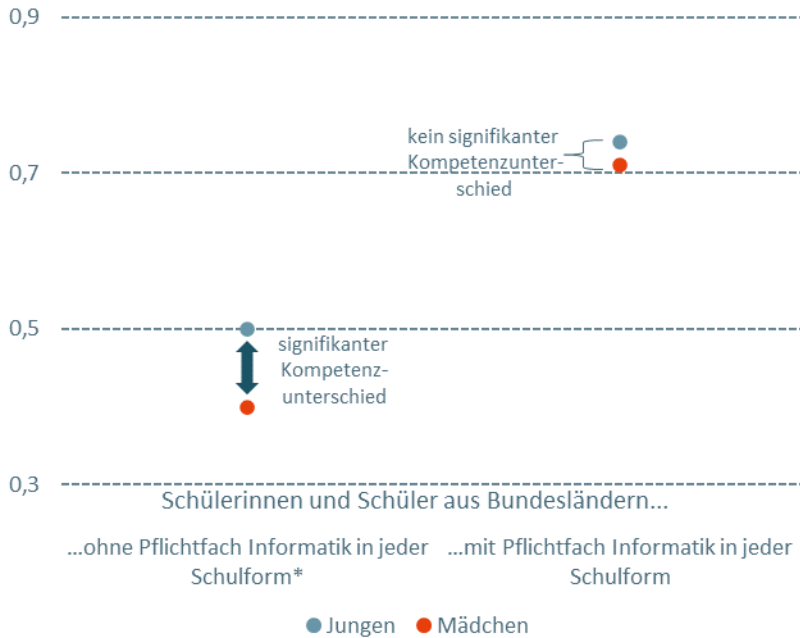 0,9
kein signifikanter
Kompetenzunter-
schied
0,7
0,5
signifikanter
Kompetenz-
unterschied
0,3
Schülerinnen und Schüler aus Bundesländern...
...ohne Pflichtfach Informatik in jeder
Schulform*
...mit Pflichtfach Informatik in jeder
Schulform
Jungen
Mädchen